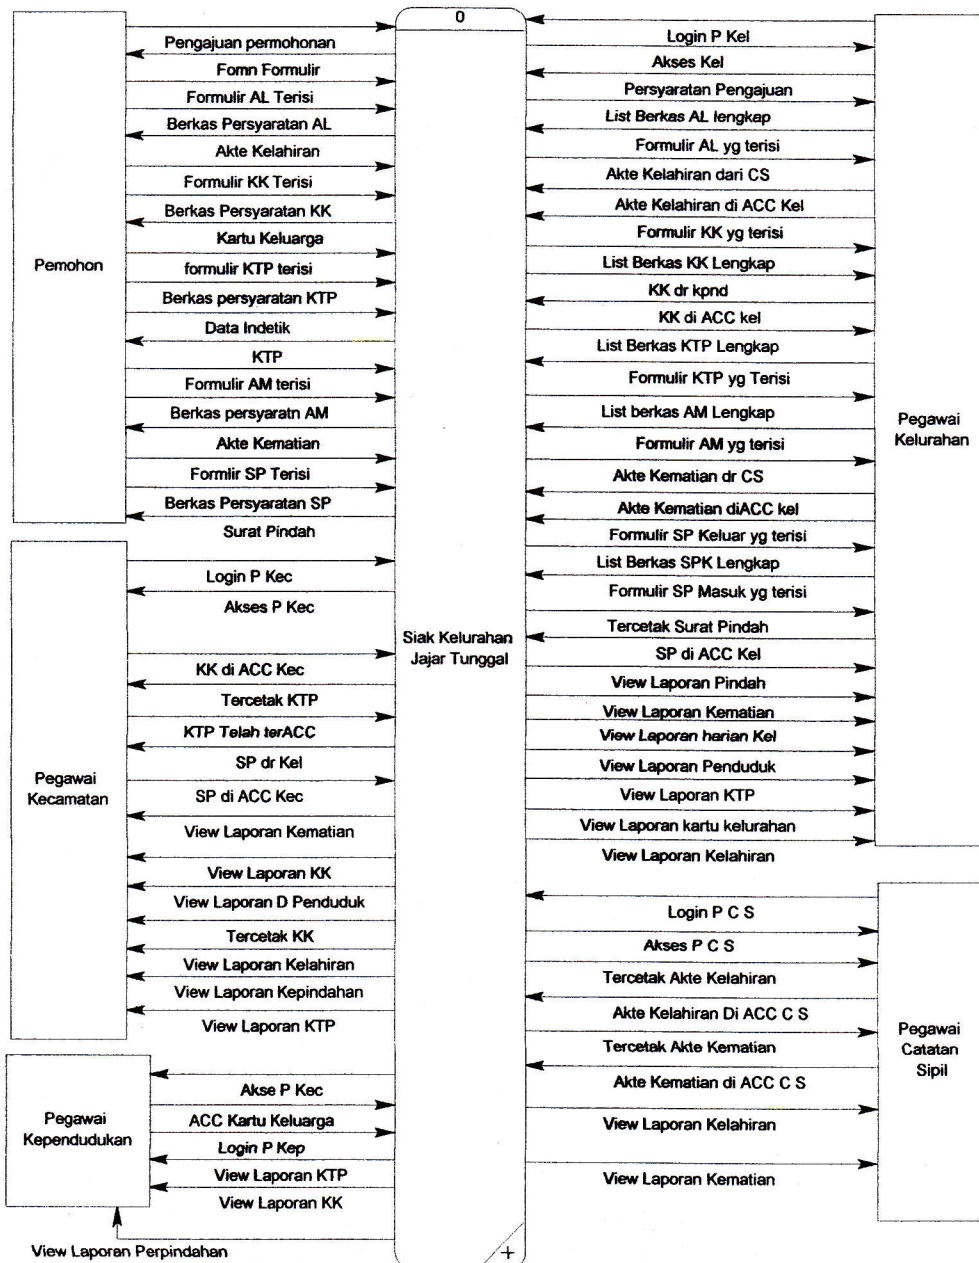 0
Pengajuan permohonan
Fomn Formulir
Formulir AL Terisi
Berkas Persyaratan AL
Akte Kelahiran
Formulir KK Terisi
Berkas Persyaratan KK
Kartu Keluarga
formulir KTP terisi
Berkas persyaratan KTP
Data Indetik
KTP
Formulir AM terisi
Berkas persyaratn AM
Akte Kematian
Formlir SP Terisi
Berkas Persyaratan SP
Surat Pindah
Pemohon
Login P Kec
Akses P Kec
KK di ACC Kec
Tercetak KTP
KTP Telah terACC
SP dr Kel
SP di ACC Kec
View Laporan Kematian
View Laporan KK
View Laporan D Penduduk
Tercetak KK
View Laporan Kelahiran
View Laporan Kepindahan
View Laporan KTP
Pegawai
Kecamatan
Akse P Kec
ACC Kartu Keluarga
Login P Kep
View Laporan KTP
View Laporan KK
View Laporan Perpindahan
Pegawai
Kependudukan
Siak Kelurahan
Jajar Tunggal
+
Login P Kel
Akses Kel
Persyaratan Pengajuan
List Berkas AL lengkap
Formulir AL yg terisi
Akte Kelahiran dari CS
Akte Kelahiran di ACC Kel
Formulir KK yg terisi
List Berkas KK Lengkap
KK dr kpnd
KK di ACC kel
List Berkas KTP Lengkap
Formulir KTP yg Terisi
List berkas AM Lengkap
Formulir AM yg terisi
Akte Kematian dr CS
Akte Kematian diACC kel
Formulir SP Keluar yg terisi
List Berkas SPK Lengkap
Formulir SP Masuk yg terisi
Tercetak Surat Pindah
SP di ACC Kel
View Laporan Pindah
View Laporan Kematian
View Laporan harian Kel
View Laporan Penduduk
View Laporan KTP
View Laporan kartu kelurahan
View Laporan Kelahiran
Pegawai
Kelurahan
Login P C S
Akses P C S
Tercetak Akte Kelahiran
Akte Kelahiran Di ACC C S
Tercetak Akte Kematian
Akte Kematian di ACC C S
View Laporan Kelahiran
View Laporan Kematian
Pegawai
Catatan
Sipil